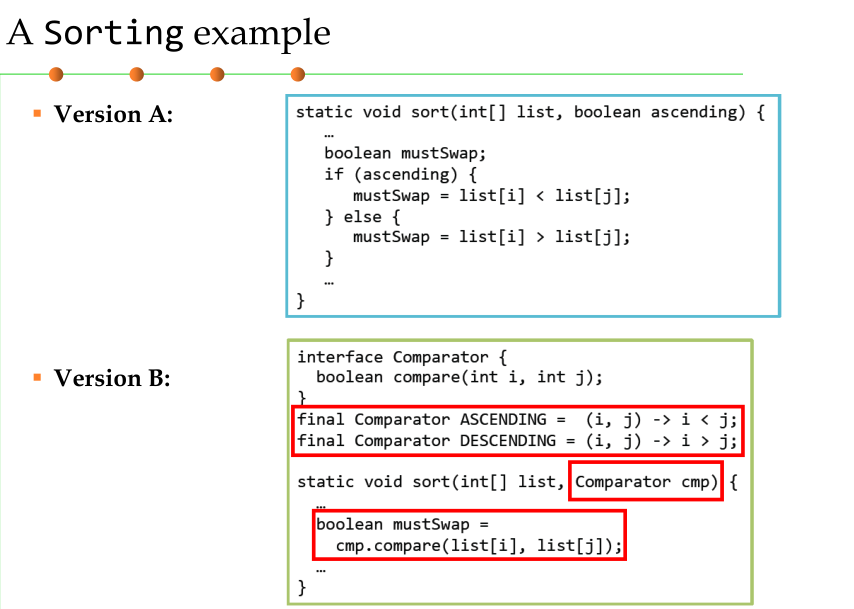 A Sorting example
Version A:
static void sort(int[] list, boolean ascending) {
…
boolean mustSwap;
if (ascending) {
mustSwap = list[i] < list[j];
} else {
mustSwap = list[i] > list[j];
}
…
}
Version B:
interface Comparator {
boolean compare(int i, int j);
}
final Comparator ASCENDING =  (i, j) -> i < j;
final Comparator DESCENDING = (i, j) -> i > j;
static void sort(int[] list, Comparator cmp) {
…
boolean mustSwap =
cmp.compare(list[i], list[j]);
…
}